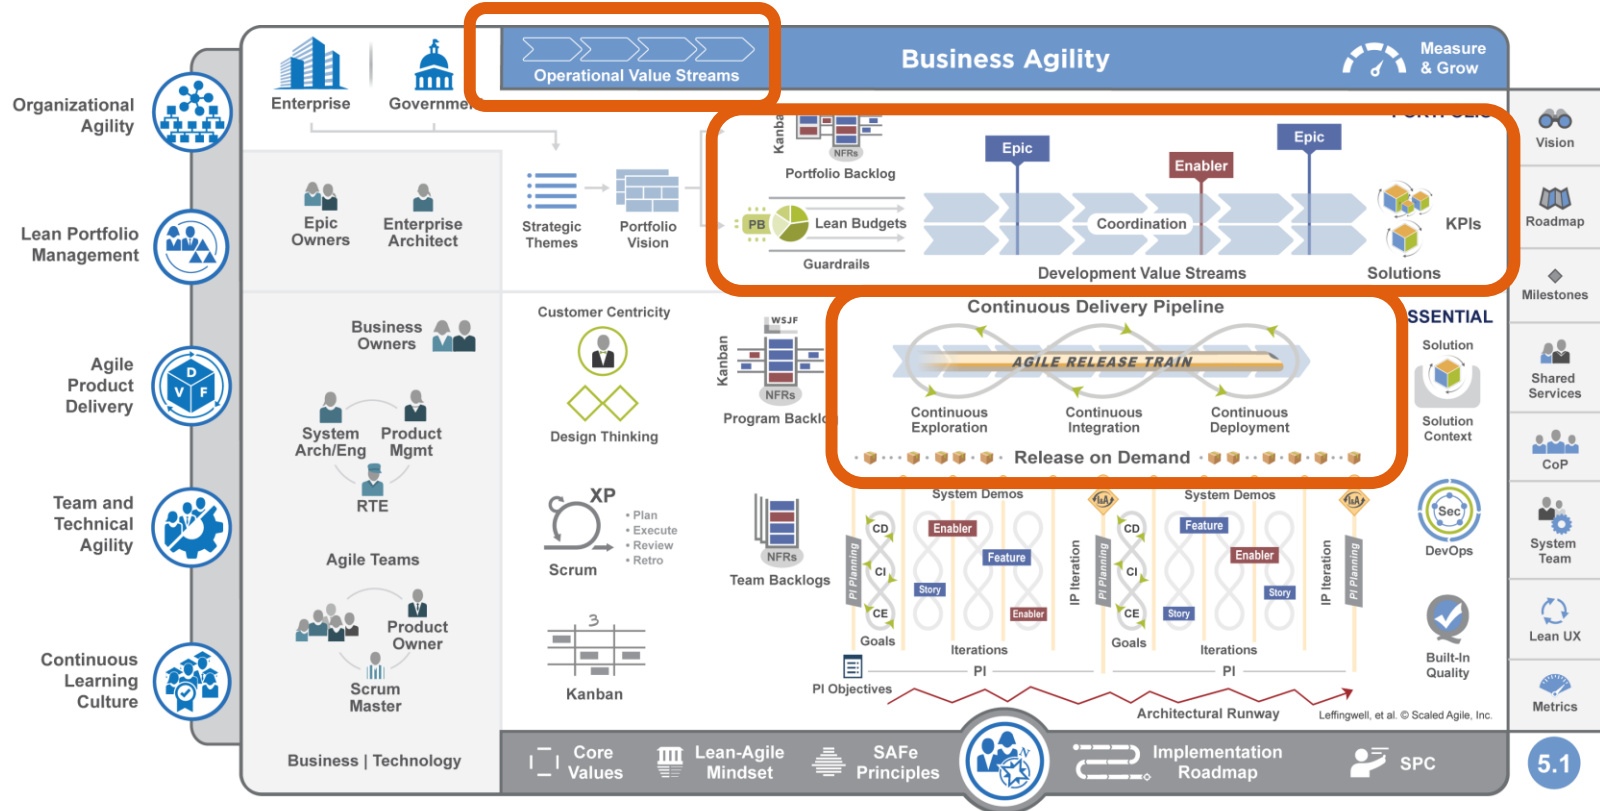 Operational Value Streams
Business Agility
Measure
& Grow
Organizational
Agility
Lean Portfolio
Management
Agile
Product
Delivery
D
V F
Team and
Technical
Agility
Continuous
Learning
Culture
Enterprise
Governme
Epic
Owners
Enterprise
Architect
Strategic
Themes
Portfolio
Vision
Kanba
NFRs
Portfolio Backlog
PB
Lean Budgets
Guardrails
Epic
Enabler
Epic
Coordination
Development Value Streams
KPIs
Solutions
Business
Owners
System
Arch/Eng
Product
Mgmt
RTE
Agile Teams
Product
Owner
Scrum
Master
Business | Technology
Customer Centricity
Design Thinking
XP
• Plan
• Execute
• Review
• Retro
Scrum
3
Kanban
WSJF
Kanban
NFRs
Program Backlog
NFRs
Team Backlogs
Continuous Delivery Pipeline
AGILE RELEASE TRAIN
Continuous
Exploration
Continuous
Integration
Continuous
Deployment
Release on Demand
SSENTIAL
Solution
Solution
Context
Sec
DevOps
Built-In
Quality
System Demos
I&A
System Demos
I&A
PI Planning
CD
CI
CE
Goals
Enabler
Feature
Story
Enabler
Iterations
IP Iteration
PI Planning
CD
CI
CE
Goals
Feature
Enabler
Story
Story
Iterations
IP Iteration
PI Planning
PI Objectives
PI
PI
Architectural Runway
Leffingwell, et al. © Scaled Agile, Inc.
Core
Values
Lean-Agile
Mindset
SAFe
Principles
N
Implementation
Roadmap
SPC
Vision
Roadmap
Milestones
Shared
Services
CoP
System
Team
Lean UX
Metrics
5.1